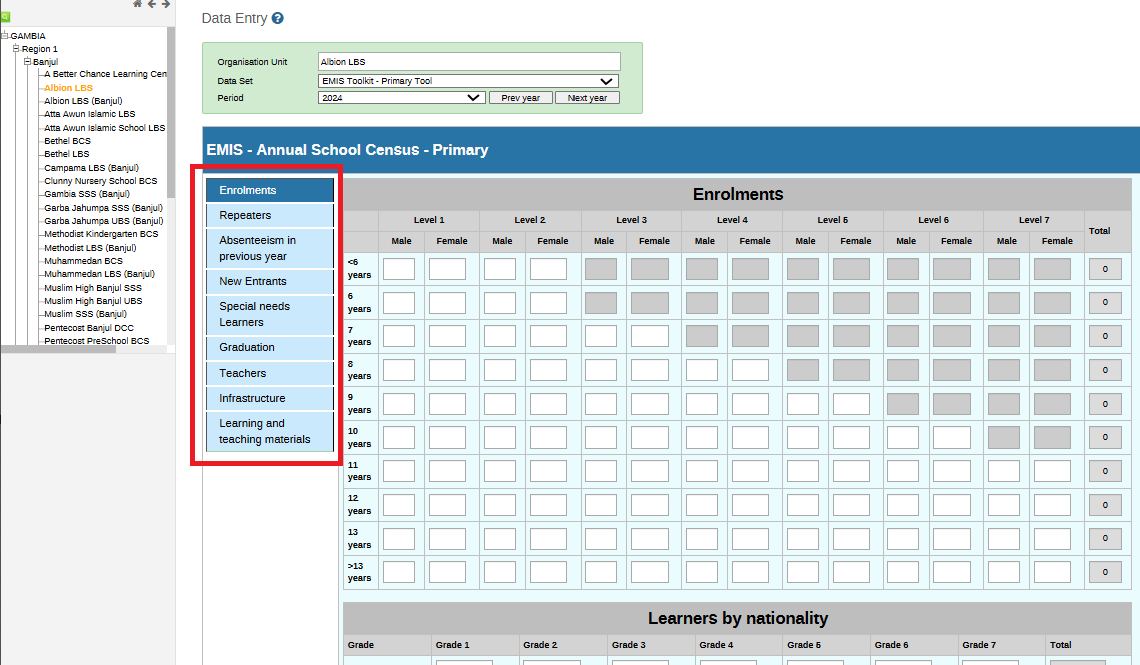 Data Entry ?
GAMBIA
Region 1
Banjul
A Better Chance Learning Cen
Albion LBS
Albion LBS (Banjul)
Atta Awun Islamic LBS
Atta Awun Islamic School LBS
Bethel BCS
Bethel LBS
Campama LBS (Banjul)
Clunny Nursery School BCS
Gambia SSS (Banjul)
Garba Jahumpa SSS (Banjul)
Garba Jahumpa UBS (Banjul)
Methodist Kindergarten BCS
Methodist LBS (Banjul)
Muhammedan BCS
Muhammedan LBS (Banjul)
Muslim High Banjul SSS
Muslim High Banjul UBS
Muslim SSS (Banjul)
Pentecost Banjul DCC
Pentecost PreSchool BCS
Organisation Unit Albion LBS
Data Set EMIS Toolkit - Primary Tool
Period 2024 Prev year Next year
EMIS - Annual School Census - Primary
Enrolments
Repeaters
Absenteeism in
previous year
New Entrants
Special needs
Learners
Graduation
Teachers
Infrastructure
Learning and
teaching materials
Enrolments
Level 1 Level 2 Level 3 Level 4 Level 5 Level 6 Level 7 Total
Male Female Male Female Male Female Male Female Male Female Male Female Male Female
<6
years 0
6
years 0
7
years 0
8
years 0
9
years 0
10
years 0
11
years 0
12
years 0
13
years 0
>13
years 0
Learners by nationality
Grade Grade 1 Grade 2 Grade 3 Grade 4 Grade 5 Grade 6 Grade 7 Total